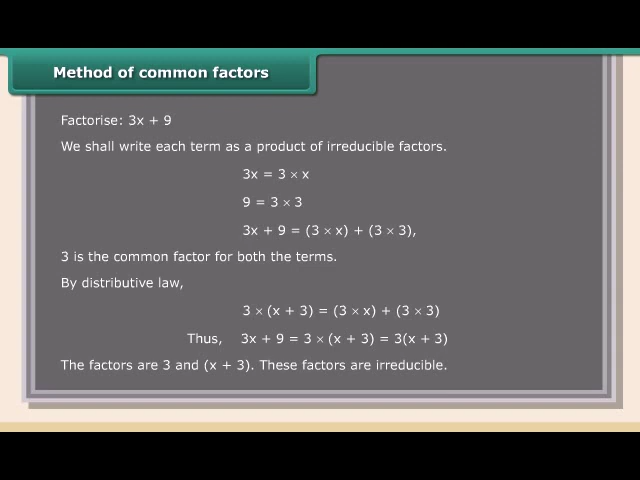 Method of common factors
Factorise: 3x + 9
We shall write each term as a product of irreducible factors.
3x = 3 × x
9 = 3 × 3
3x + 9 = (3 × x) + (3 × 3),
3 is the common factor for both the terms.
By distributive law,
3 × (x + 3) = (3 × x) + (3 × 3)
Thus, 3x + 9 = 3 × (x + 3) = 3(x + 3)
The factors are 3 and (x + 3). These factors are irreducible.